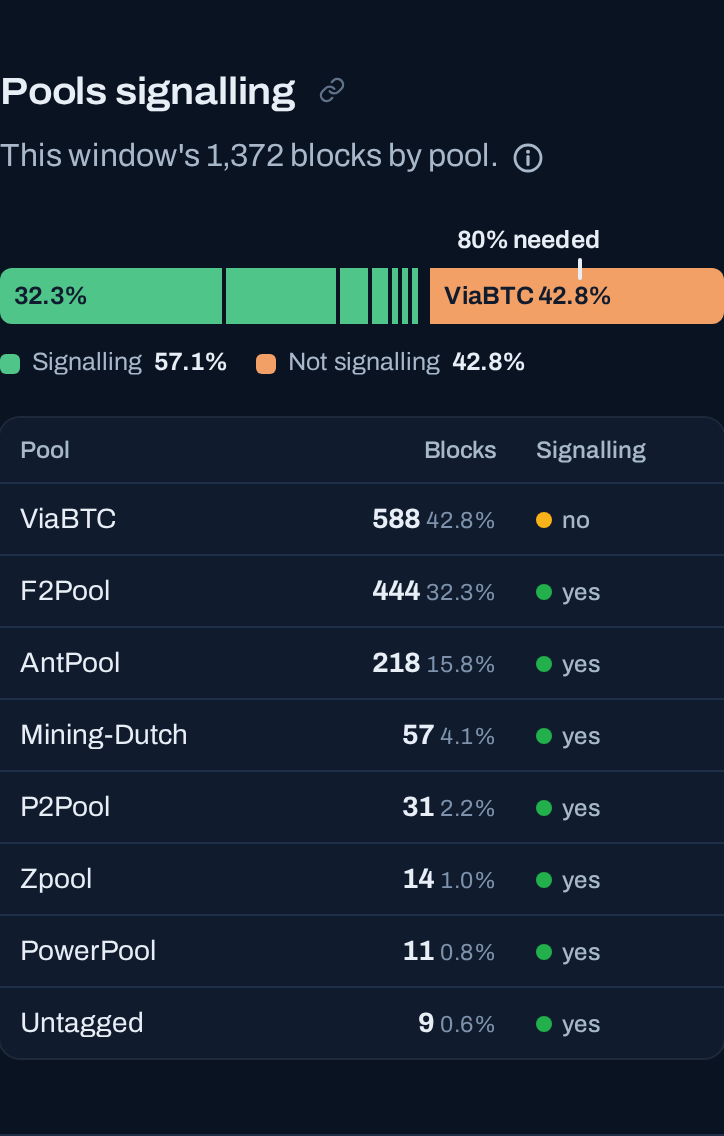 Pools signalling
This window's 1,372 blocks by pool.
80% needed
32.3% ViaBTC 42.8%
Signalling 57.1% Not signalling 42.8%
Pool Blocks Signalling
ViaBTC 588 42.8% no
F2Pool 444 32.3% yes
AntPool 218 15.8% yes
Mining-Dutch 57 4.1% yes
P2Pool 31 2.2% yes
Zpool 14 1.0% yes
PowerPool 11 0.8% yes
Untagged 9 0.6% yes